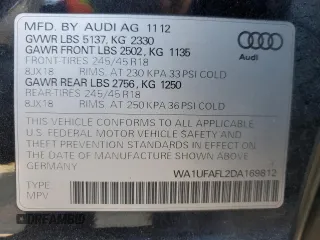 MFD. BY AUDI AG 11 12
GVWR LBS 5137, KG 2330
GAWR FRONT LBS 2502, KG 1135
FRONT-TIRES 245/45 R18
8JX18 RIMS. AT 230 KPA 33 PSI COLD
GAWR REAR LBS 2756, KG 1250
REAR-TIRES 245/45 R18
8JX18 RIMS. AT 250 KPA 36 PSI COLD
Audi
THIS VEHICLE CONFORMS TO ALL APPLICABLE
U.S. FEDERAL MOTOR VEHICLE SAFETY AND
THEFT PREVENTION STANDARDS IN EFFECT
ON THE DATE OF MANUFACTURE SHOWN ABOVE.
GERMANY
WA1UFAFL2DA169812
TYPE:
MPV